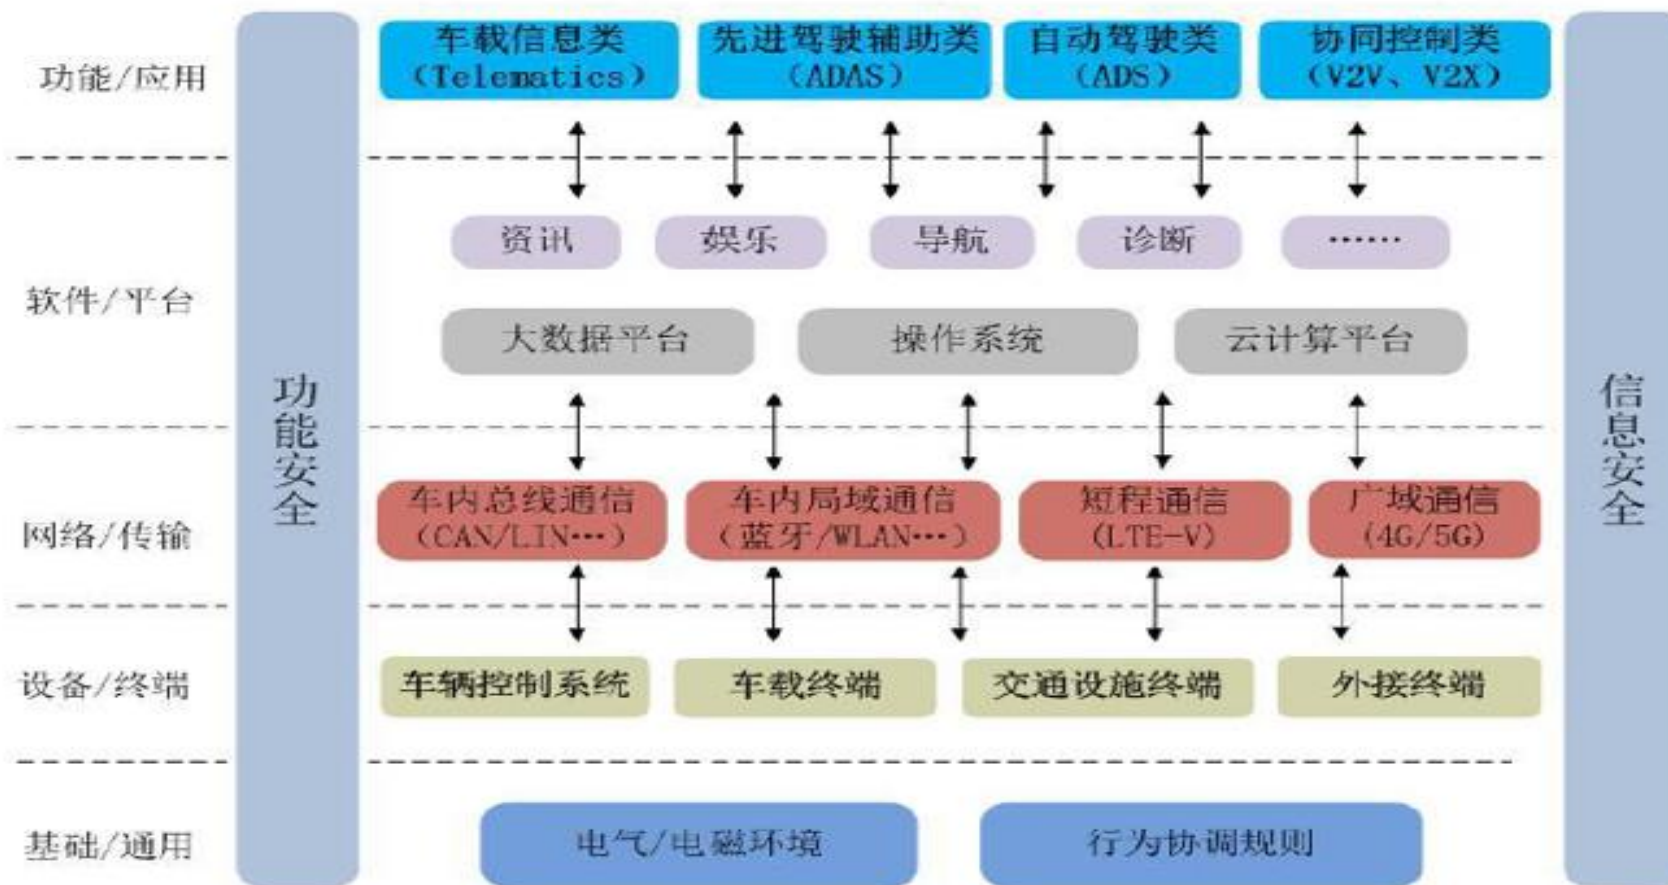 功能/应用
车载信息类
（Telematics）
先进驾驶辅助类
（ADAS）
自动驾驶类
（ADS）
协同控制类
（V2V、V2X）
软件/平台
资讯
娱乐
导航
诊断
……
大数据平台
操作系统
云计算平台
功能安全
信息安全
网络/传输
车内总线通信
（CAN/LIN…）
车内局域通信
（蓝牙/WLAN…）
短程通信
(LTE-V)
广域通信
(4G/5G)
设备/终端
车辆控制系统
车载终端
交通设施终端
外接终端
基础/通用
电气/电磁环境
行为协调规则